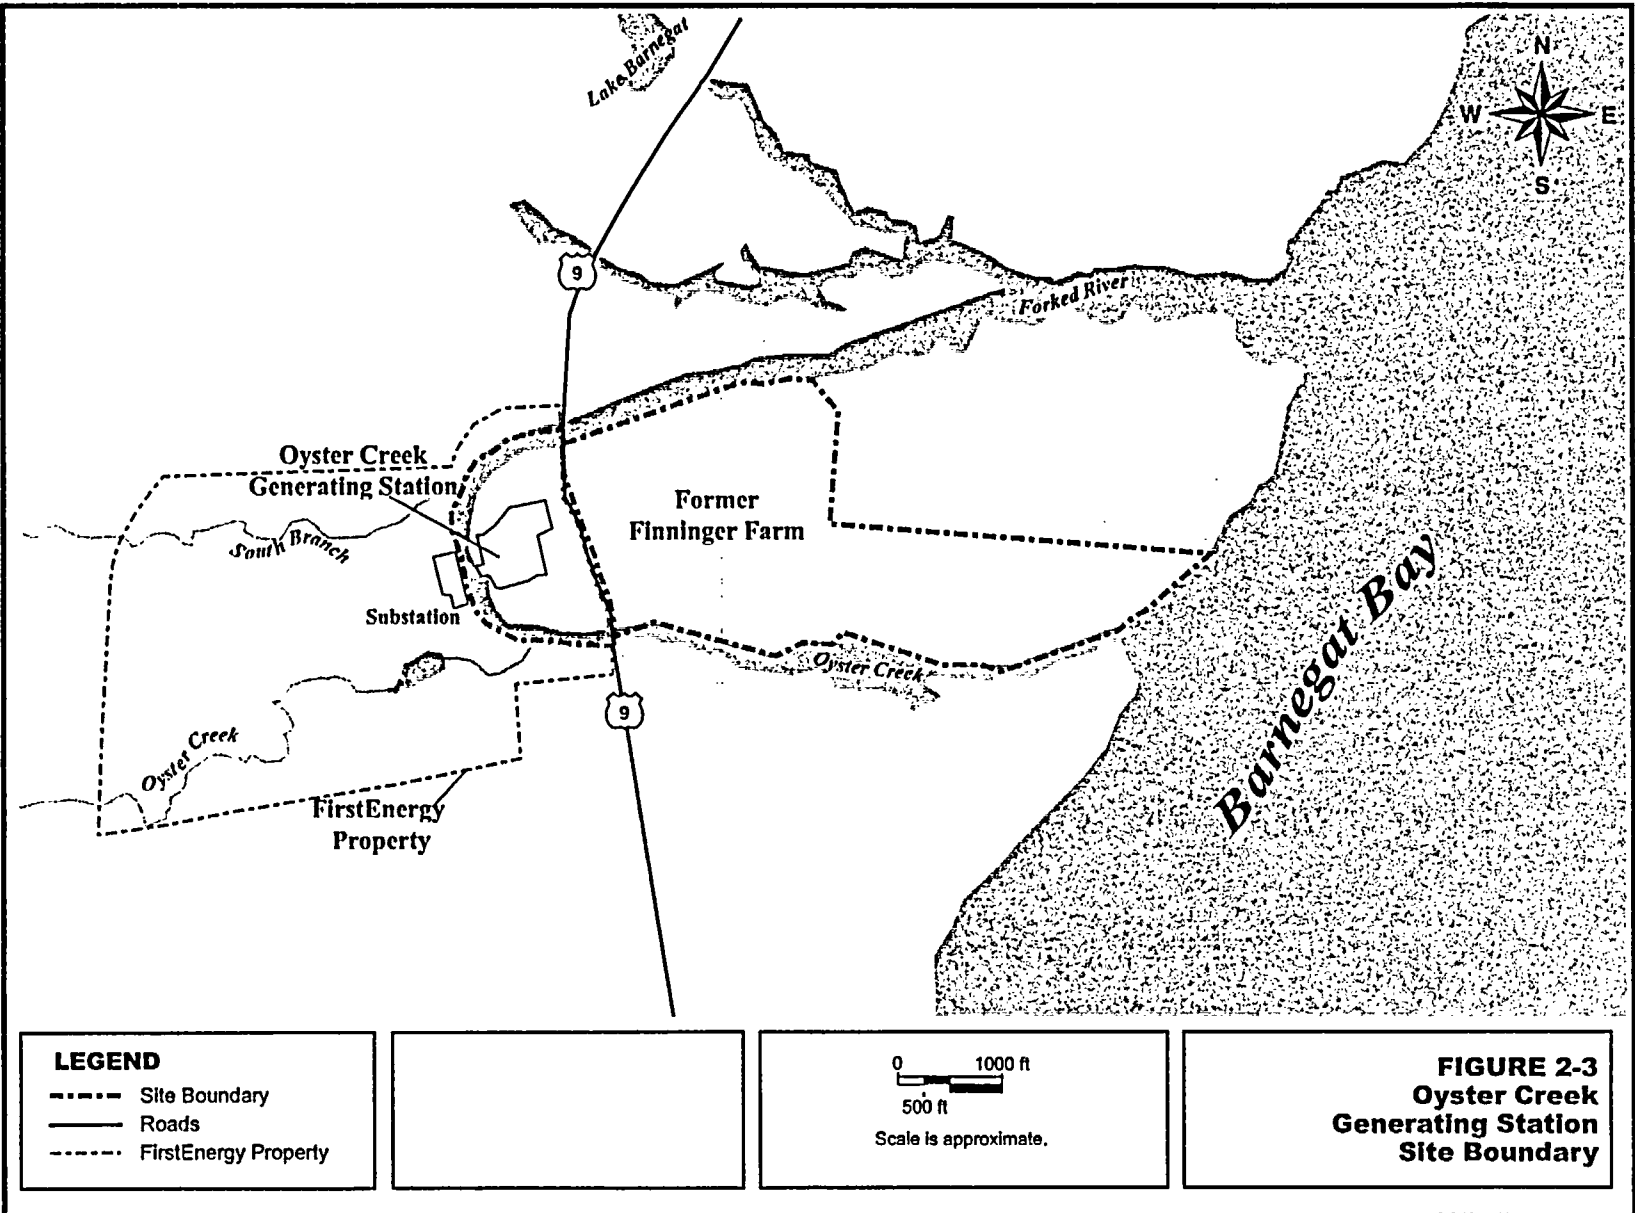 Lake Barnegat
N
W
E
S
9
Forked River
Oyster Creek
Generating Station
Former
Finninger Farm
South Branch
Substation
Oyster Creek
9
Oyster Creek
Barnegat Bay
FirstEnergy
Property
LEGEND
Site Boundary
Roads
FirstEnergy Property
0
1000 ft
500 ft
Scale is approximate.
FIGURE 2-3
Oyster Creek
Generating Station
Site Boundary